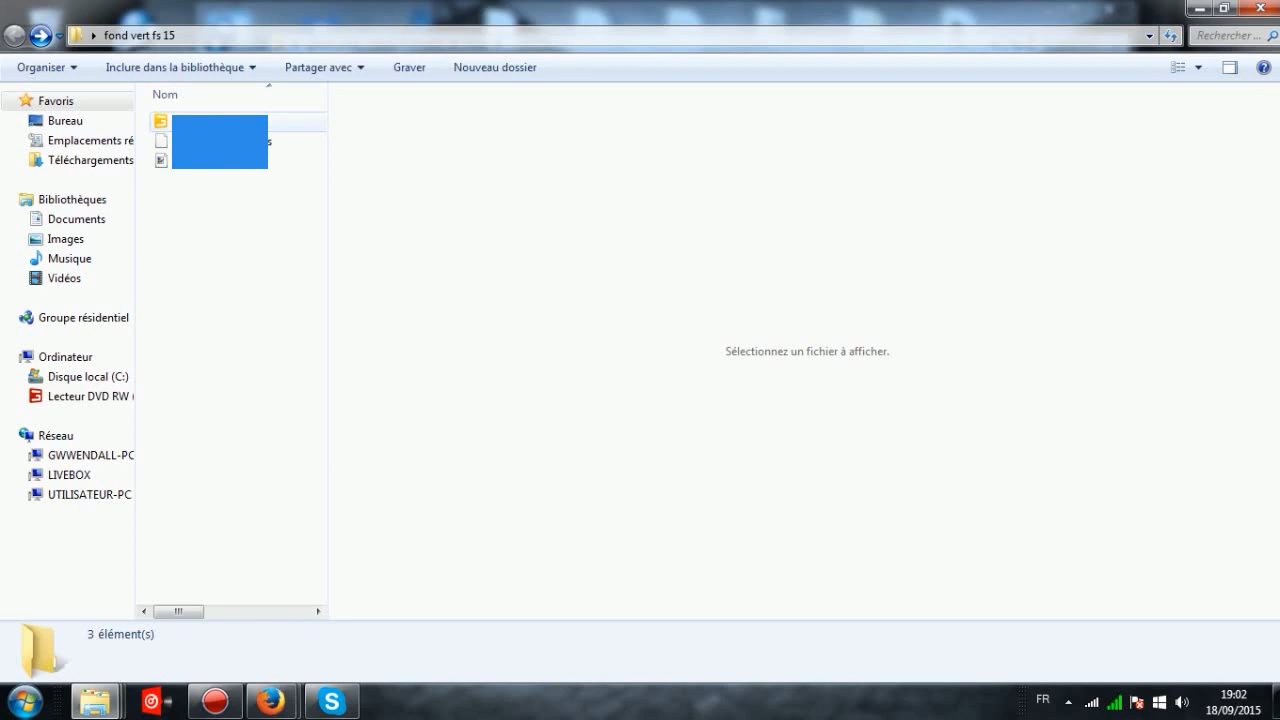 fond vert fs 15
Rechercher ...
Organiser
Inclure dans la bibliothèque
Partager avec
Graver
Nouveau dossier
Nom
Favoris
Bureau
Emplacements ré
Téléchargements
Bibliothèques
Documents
Images
Musique
Vidéos
Groupe résidentiel
Ordinateur
Disque local (C:)
Lecteur DVD RW (
Réseau
GWWENDALL-PC
LIVEBOX
UTILISATEUR-PC
s
Sélectionnez un fichier à afficher.
3 élément(s)
FR
19:02
18/09/2015